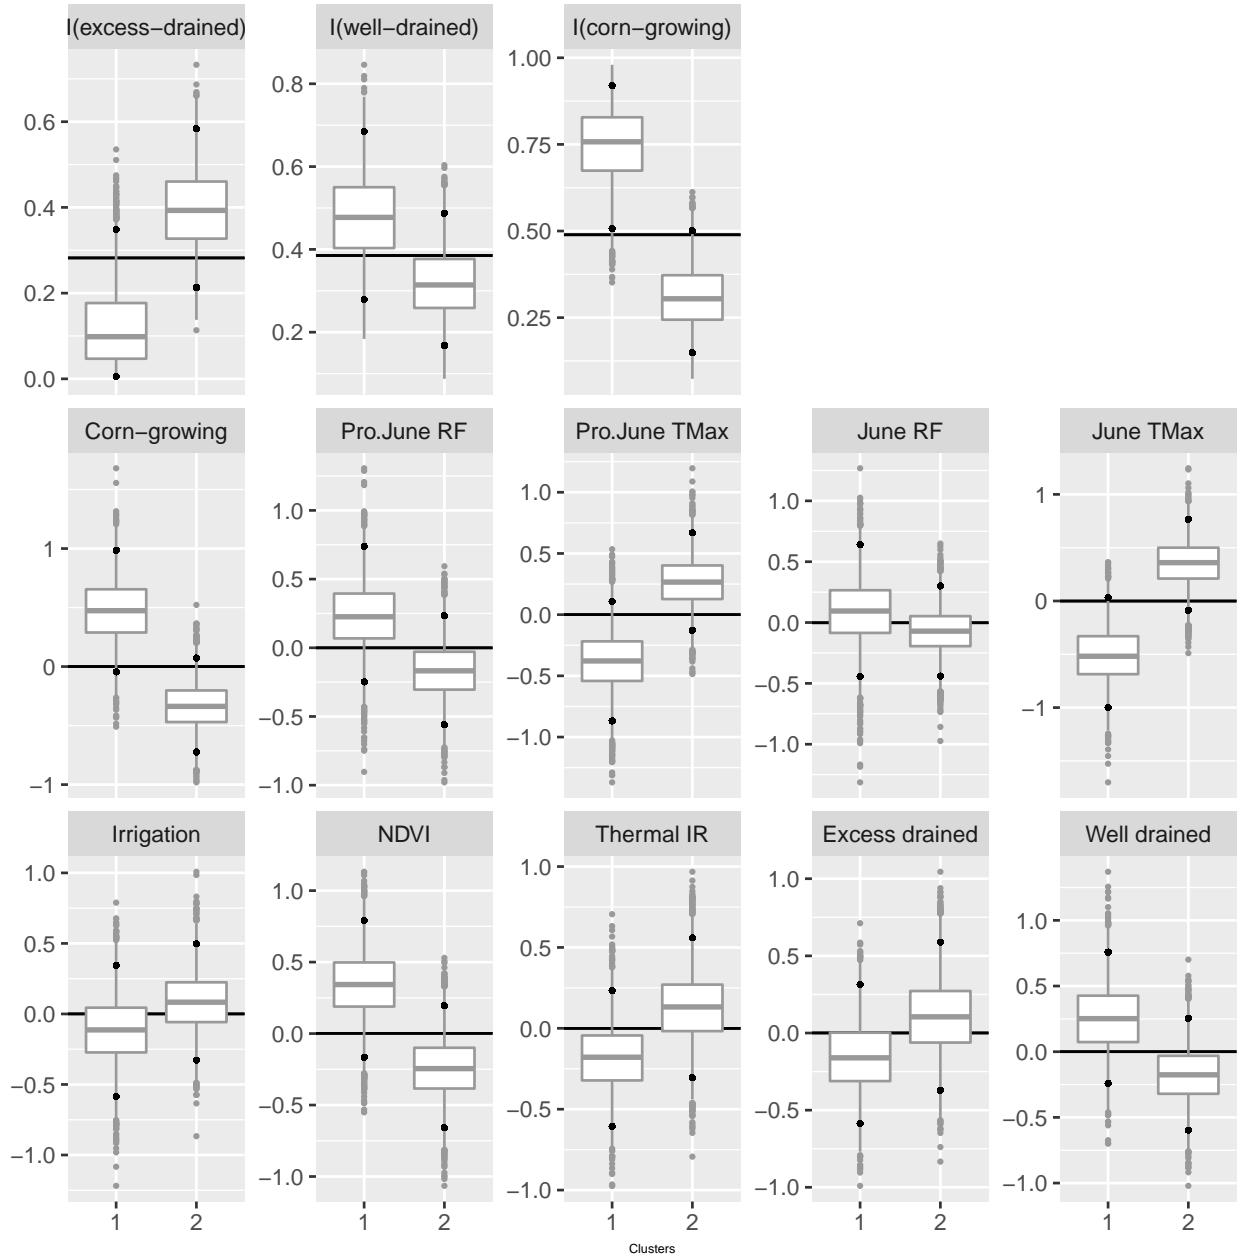 I(excess−drained) I(well−drained) I(corn−growing)
0.6 0.4 0.2 0.0
0.8 0.6 0.4 0.2
1.00 0.75 0.50 0.25
Corn−growing Pro.June RF Pro.June TMax June RF June TMax
1 0 −1
1.0 0.5 0.0 −0.5 −1.0
1.0 0.5 0.0 −0.5 −1.0
1.0 0.5 0.0 −0.5 −1.0
1 0 −1
Irrigation NDVI Thermal IR Excess drained Well drained
1.0 0.5 0.0 −0.5 −1.0
1.0 0.5 0.0 −0.5 −1.0
1.0 0.5 0.0 −0.5 −1.0
1.0 0.5 0.0 −0.5 −1.0
1.0 0.5 0.0 −0.5 −1.0
1 2 1 2 1 2 1 2 1 2
Clusters